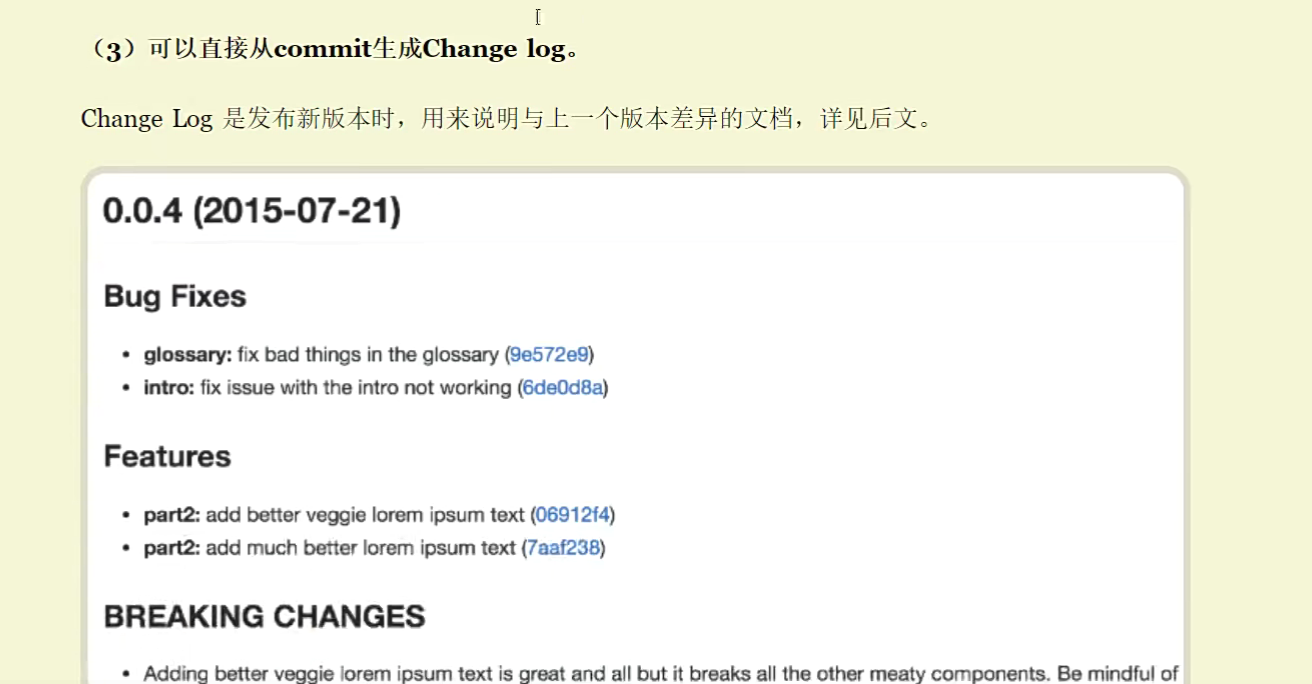 （3）可以直接从commit生成Change log。
Change Log 是发布新版本时，用来说明与上一个版本差异的文档，详见后文。
0.0.4 (2015-07-21)
Bug Fixes
• glossary: fix bad things in the glossary (9e572e9)
• intro: fix issue with the intro not working (6de0d8a)
Features
• part2: add better veggie lorem ipsum text (06912f4)
• part2: add much better lorem ipsum text (7aaf238)
BREAKING CHANGES
• Adding better veggie lorem ipsum text is great and all but it breaks all the other meaty components. Be mindful of